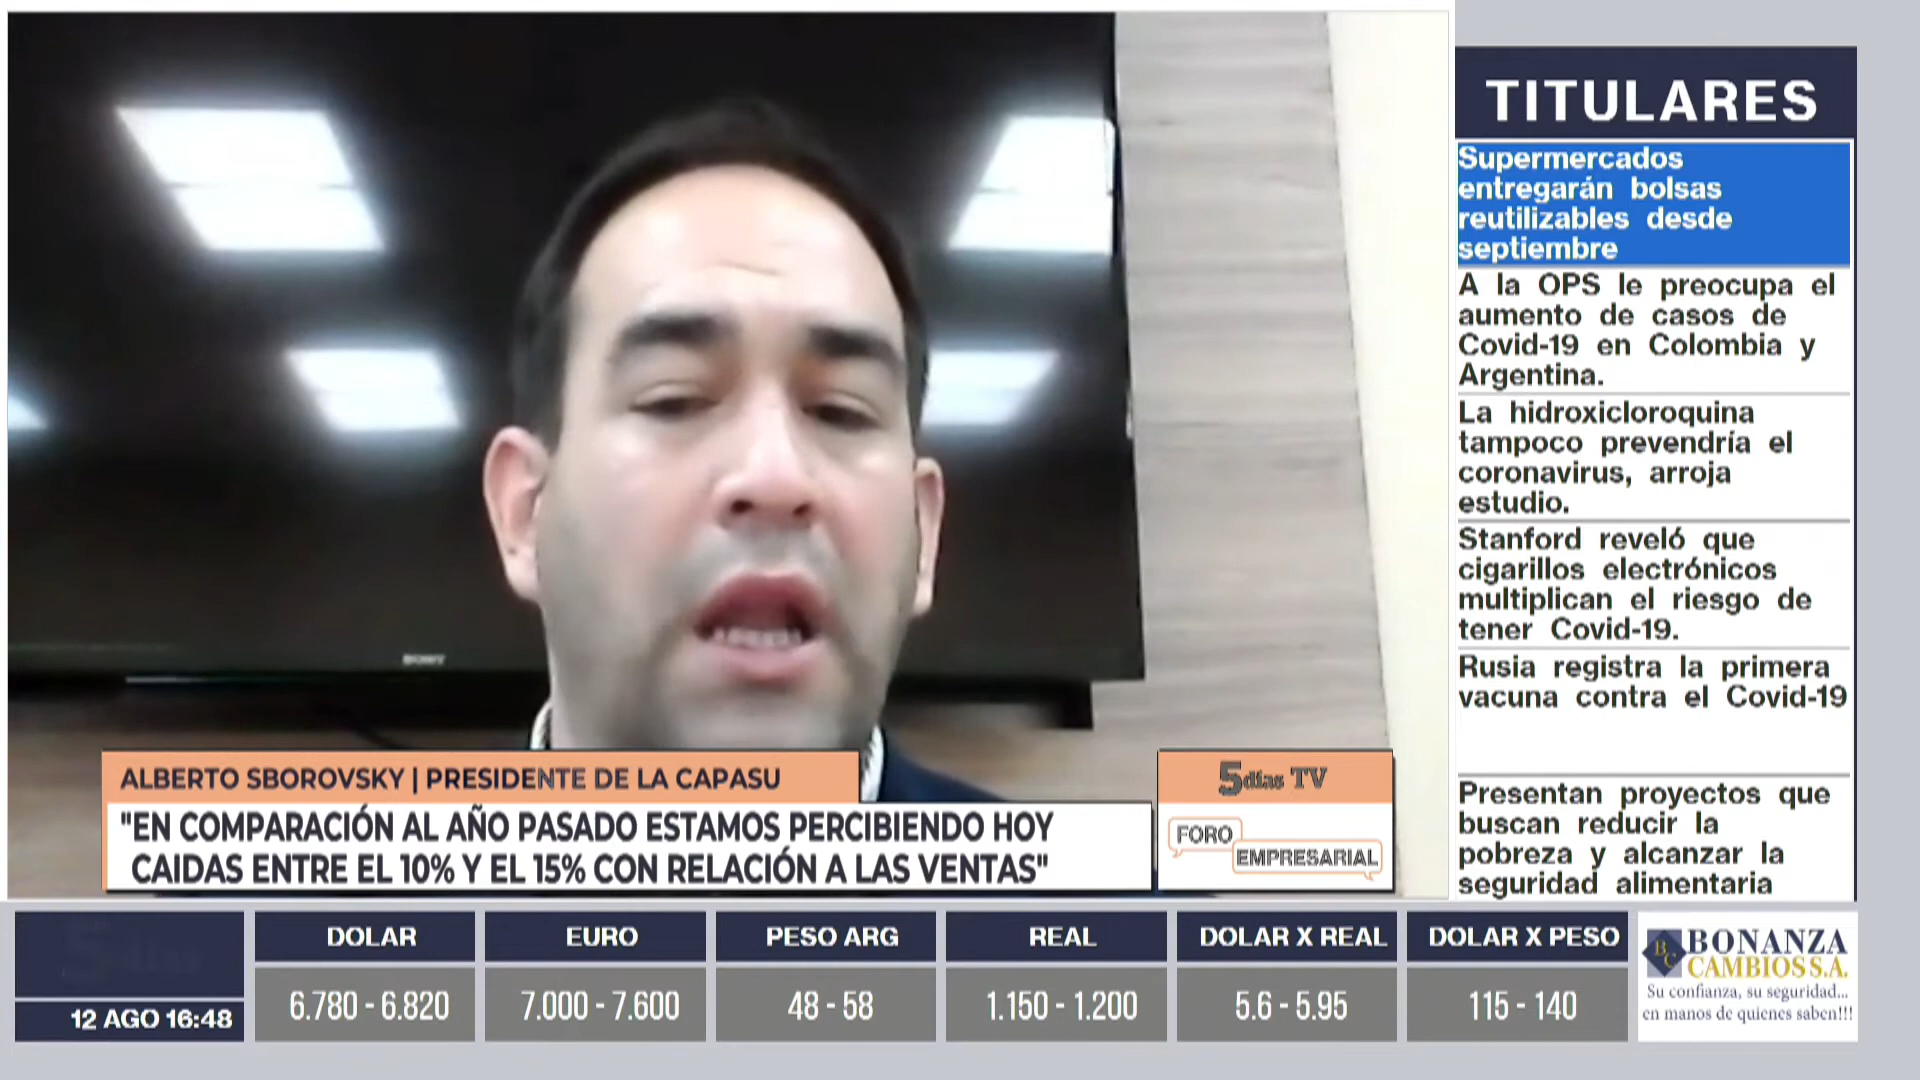 TITULARES
Supermercados
entregarán bolsas
reutilizables desde
septiembre
A la OPS le preocupa el
aumento de casos de
Covid-19 en Colombia y
Argentina.
La hidroxicloroquina
tampoco prevendría el
coronavirus, arroja
estudio.
Stanford reveló que
cigarillos electrónicos
multiplican el riesgo de
tener Covid-19.
Rusia registra la primera
vacuna contra el Covid-19
Presentan proyectos que
buscan reducir la
pobreza y alcanzar la
seguridad alimentaria
SONY
ALBERTO SBOROVSKY | PRESIDENTE DE LA CAPASU
"EN COMPARACIÓN AL AÑO PASADO ESTAMOS PERCIBIENDO HOY
CAIDAS ENTRE EL 10% Y EL 15% CON RELACIÓN A LAS VENTAS"
5días TV
FORO
EMPRESARIAL
12 AGO 16:48
DOLAR
6.780 - 6.820
EURO
7.000 - 7.600
PESO ARG
48 - 58
REAL
1.150 - 1.200
DOLAR X REAL
5.6 - 5.95
DOLAR X PESO
115 - 140
BC
BONANZA
CAMBIOS S.A.
Su confianza, su seguridad...
en manos de quienes saben!!!